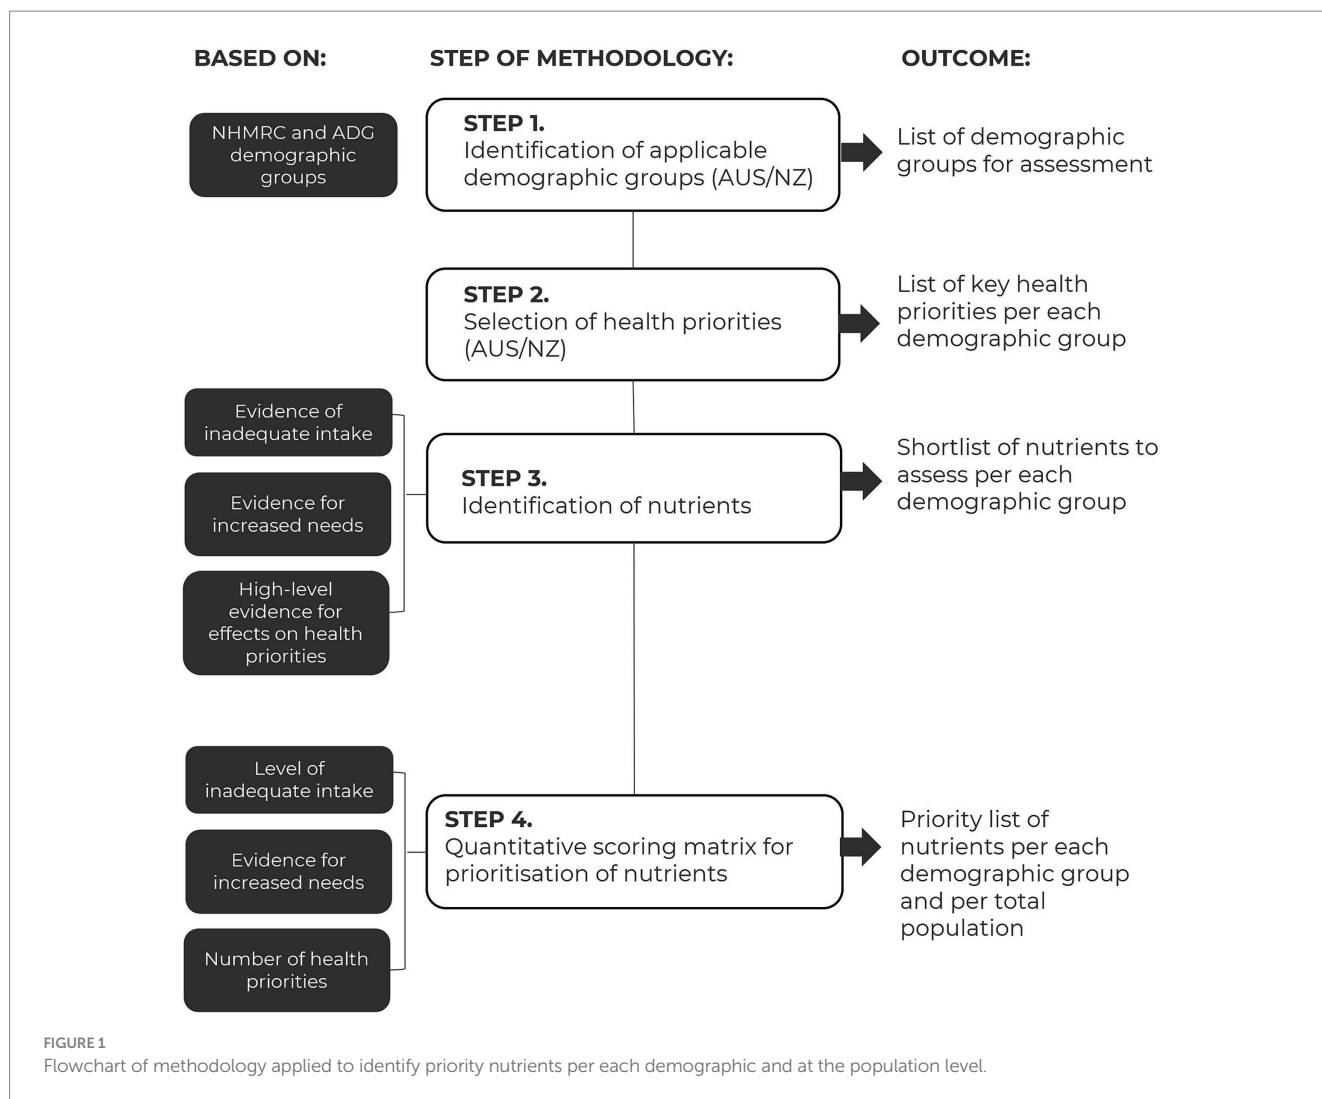 BASED ON:
STEP OF METHODOLOGY:
OUTCOME:
NHMRC and ADG
demographic
groups
STEP 1.
Identification of applicable
demographic groups (AUS/NZ)
List of demographic
groups for assessment
STEP 2.
Selection of health priorities
(AUS/NZ)
List of key health
priorities per each
demographic group
Evidence of
inadequate intake
Evidence for
increased needs
High-level
evidence for
effects on health
priorities
STEP 3.
Identification of nutrients
Shortlist of nutrients to
assess per each
demographic group
Level of
inadequate intake
Evidence for
increased needs
Number of health
priorities
STEP 4.
Quantitative scoring matrix for
prioritisation of nutrients
Priority list of
nutrients per each
demographic group
and per total
population
FIGURE 1
Flowchart of methodology applied to identify priority nutrients per each demographic and at the population level.